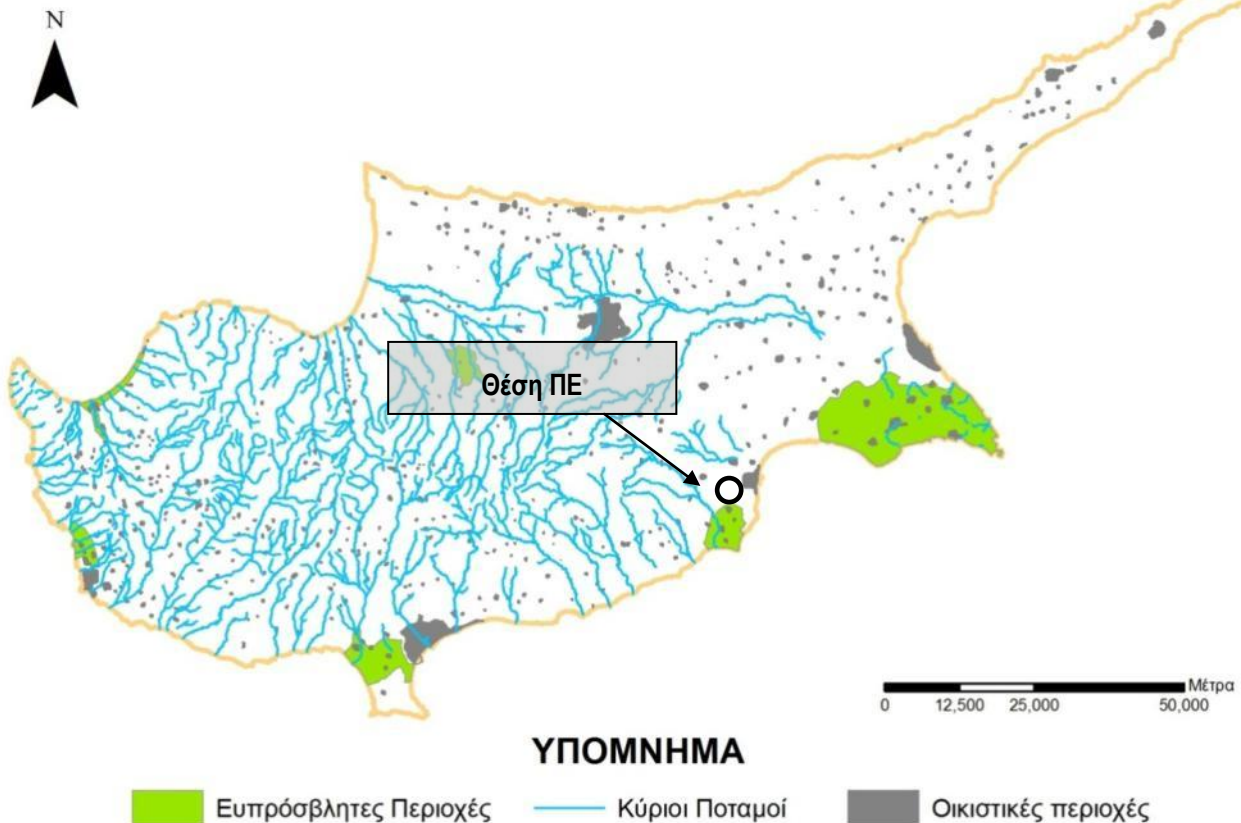 N
Θέση ΠΕ
Μέτρα
0 12,500 25,000 50,000
ΥΠΟΜΝΗΜΑ
Ευπρόσβλητες Περιοχές Κύριοι Ποταμοί Οικιστικές περιοχές